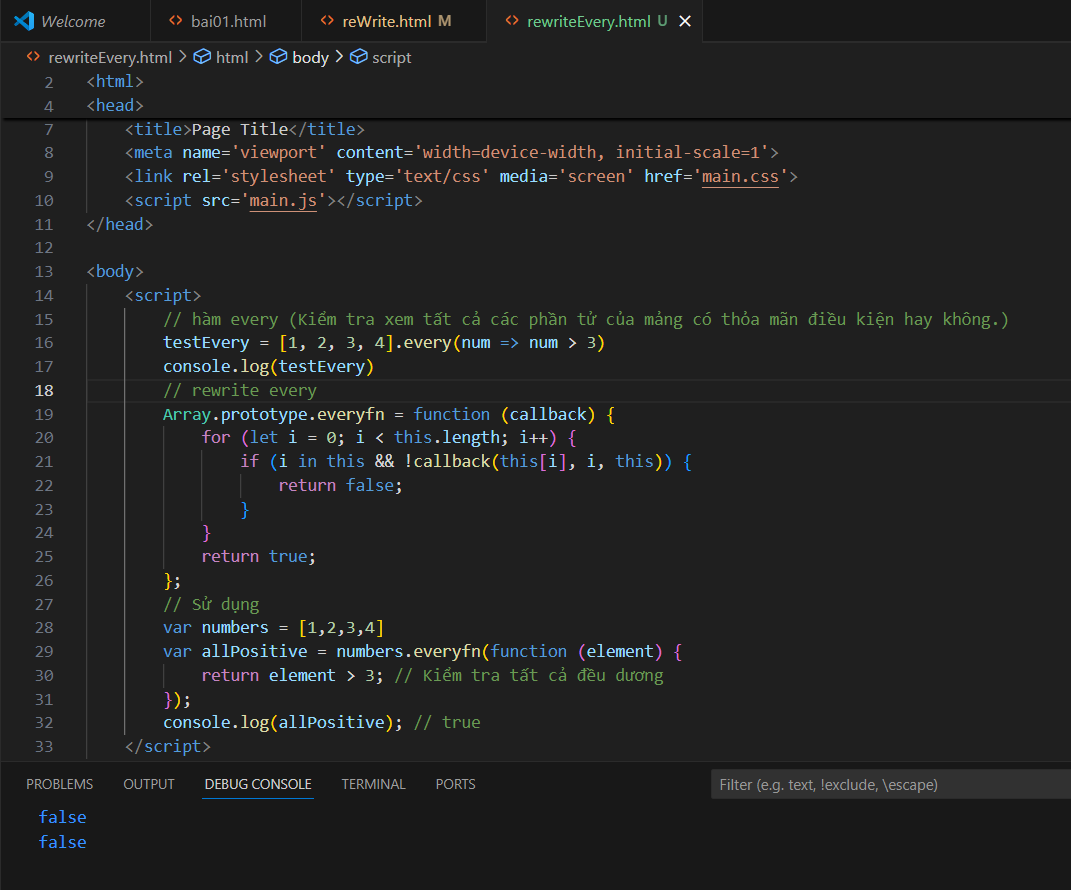 Welcome bai01.html reWrite.html M rewriteEvery.html U
rewriteEvery.html > html > body > script
2 <html>
4 <head>
7 <title>Page Title</title>
8 <meta name='viewport' content='width=device-width, initial-scale=1'>
9 <link rel='stylesheet' type='text/css' media='screen' href='main.css'>
10 <script src='main.js'></script>
11 </head>
12
13 <body>
14 <script>
15 // hàm every (Kiểm tra xem tất cả các phần tử của mảng có thỏa mãn điều kiện hay không.)
16 testEvery = [1, 2, 3, 4].every(num => num > 3)
17 console.log(testEvery)
18 // rewrite every
19 Array.prototype.everyfn = function (callback) {
20 for (let i = 0; i < this.length; i++) {
21 if (i in this && !callback(this[i], i, this)) {
22 return false;
23 }
24 }
25 return true;
26 };
27 // Sử dụng
28 var numbers = [1,2,3,4]
29 var allPositive = numbers.everyfn(function (element) {
30 return element > 3; // Kiểm tra tất cả đều dương
31 });
32 console.log(allPositive); // true
33 </script>
PROBLEMS OUTPUT DEBUG CONSOLE TERMINAL PORTS Filter (e.g. text, !exclude, \escape)
false
false